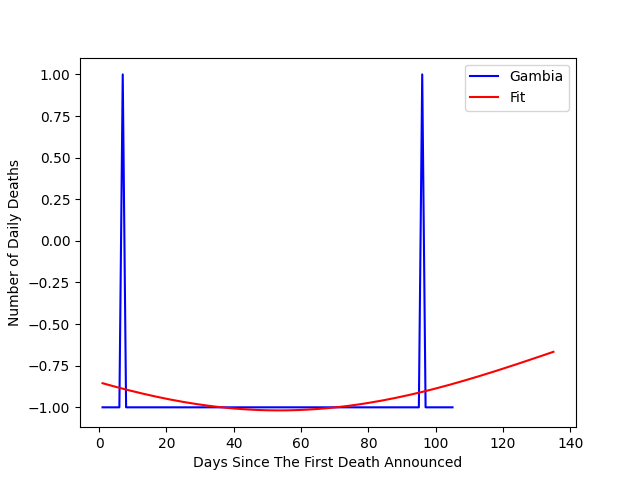 1.00
0.75
0.50
0.25
0.00
−0.25
−0.50
−0.75
−1.00
Number of Daily Deaths
0 20 40 60 80 100 120 140
Days Since The First Death Announced
Gambia
Fit